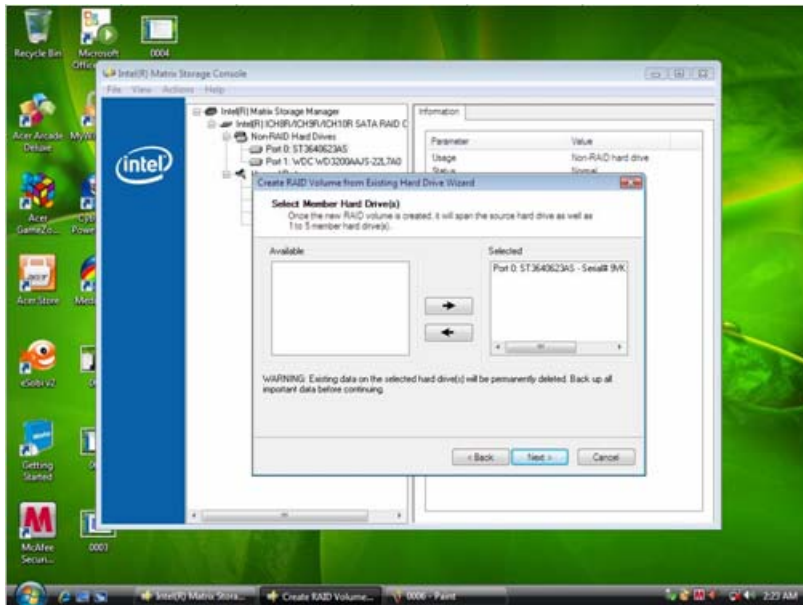 Recycle Bin
Microsoft
Office
0004
Intel(R) Matrix Storage Console
File View Actions Help
Intel(R) Matrix Storage Manager
Intel(R) ICH8R/ICH9R/ICH10R SATA RAID C
Non-RAID Hard Drives
Port 0: ST3640623AS
Port 1: WDC WD3200AAJS-22L7A0
Information
Parameter Value
Usage Non-RAID hard drive
Status Normal
intel
Acer Arcade
Deluxe
Acer
GameZo...
Power
Acer Store
eSobi v2
Getting
Started
McAfee
Securi...
0003
Create RAID Volume from Existing Hard Drive Wizard
Select Member Hard Drive(s)
Once the new RAID volume is created, it will span the source hard drive as well as
1 to 5 member hard drive(s).
Available
Selected
Port 0: ST3640623AS - Serial# 9VK
WARNING: Existing data on the selected hard drive(s) will be permanently deleted. Back up all
important data before continuing.
< Back
Next >
Cancel
Intel(R) Matrix Stora...
Create RAID Volume...
0006 - Paint
2:23 AM